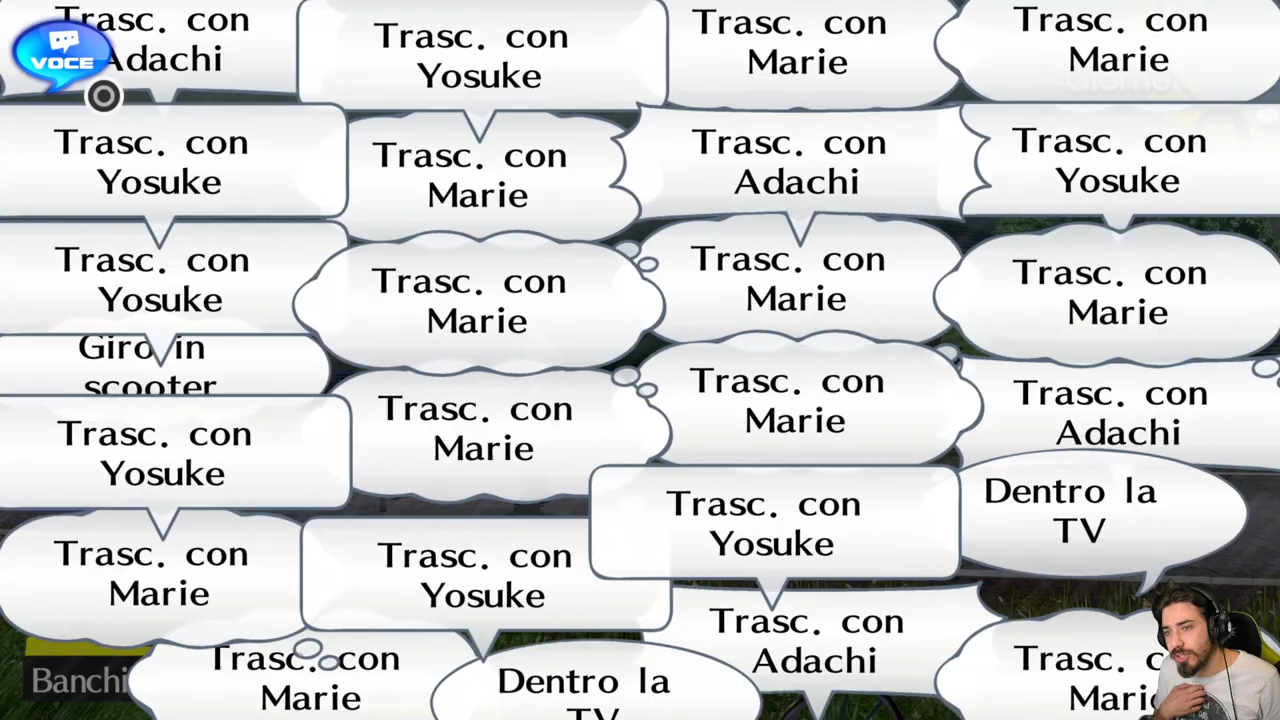 Trasc. con
Adachi
Trasc. con
Yosuke
Trasc. con
Marie
Trasc. con
Marie
VOCE
Trasc. con
Yosuke
Trasc. con
Marie
Trasc. con
Adachi
Trasc. con
Yosuke
Trasc. con
Yosuke
Trasc. con
Marie
Trasc. con
Marie
Trasc. con
Marie
Giro in
scooter
Trasc. con
Yosuke
Trasc. con
Marie
Trasc. con
Marie
Trasc. con
Adachi
Trasc. con
Yosuke
Dentro la
TV
Trasc. con
Marie
Trasc. con
Yosuke
Trasc. con
Adachi
Trasc. con
Marie
Dentro la
TV
Trasc. c
Marie
Banchi